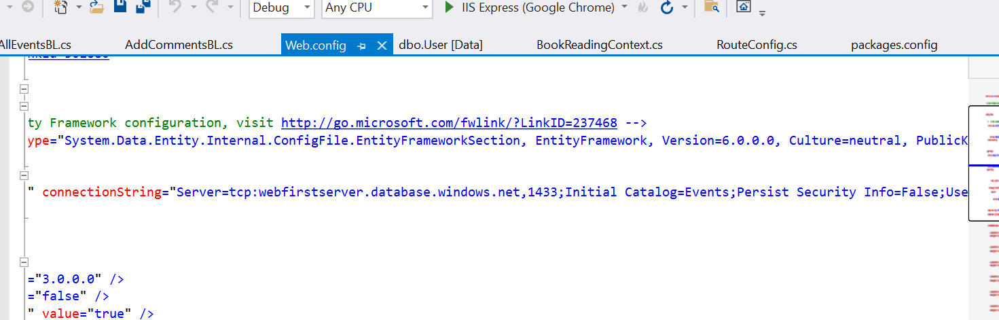 Debug
Any CPU
IIS Express (Google Chrome)
AllEventsBL.cs
AddCommentsBL.cs
Web.config
dbo.User [Data]
BookReadingContext.cs
RouteConfig.cs
packages.config
ty Framework configuration, visit http://go.microsoft.com/fwlink/?LinkID=237468 -->
ype="System.Data.Entity.Internal.ConfigFile.EntityFrameworkSection, EntityFramework, Version=6.0.0.0, Culture=neutral, PublicK
" connectionString="Server=tcp:webfirstserver.database.windows.net,1433;Initial Catalog=Events;Persist Security Info=False;Use
="3.0.0.0" />
="false" />
" value="true" />